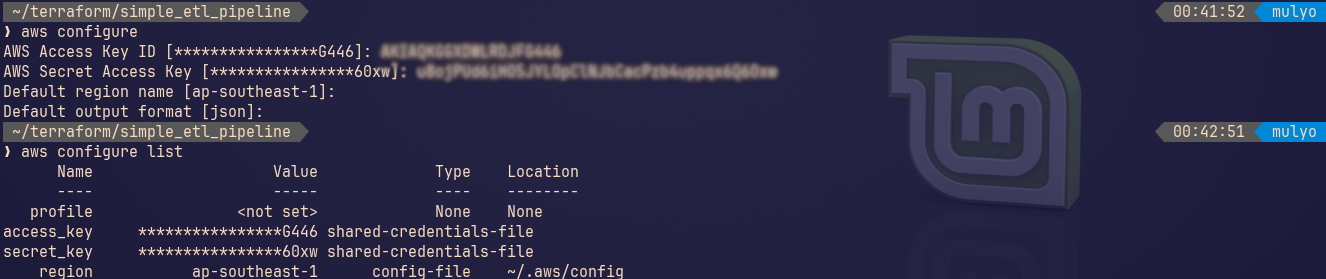 ~/terraform/simple_etl_pipeline 00:41:52 mulyo
❯ aws configure
AWS Access Key ID [****************G446]:
AWS Secret Access Key [****************60xw]:
Default region name [ap-southeast-1]:
Default output format [json]:
~/terraform/simple_etl_pipeline 00:42:51 mulyo
❯ aws configure list
Name Value Type Location
---- ----- ---- --------
profile <not set> None None
access_key ****************G446 shared-credentials-file
secret_key ****************60xw shared-credentials-file
region ap-southeast-1 config-file ~/.aws/config